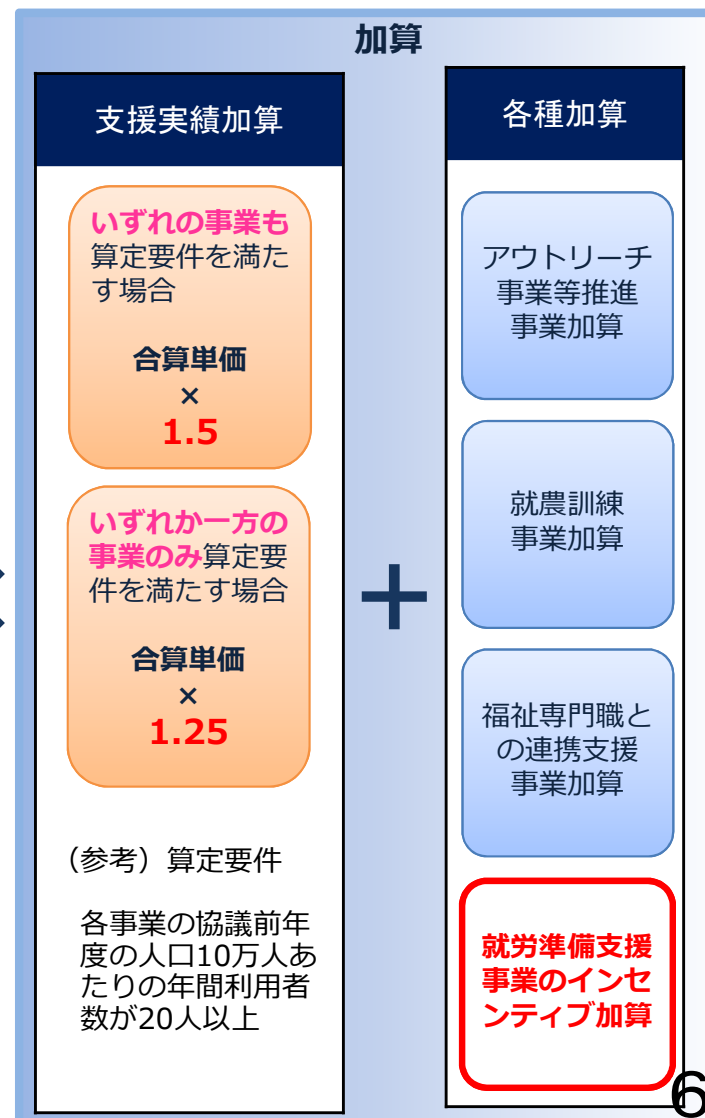 加算
支援実績加算
いずれの事業も
算定要件を満た
す場合
合算単価
×
1.5
いずれか一方の
事業のみ算定要
件を満たす場合
合算単価
×
1.25
（参考）算定要件
各事業の協議前年
度の人口10万人あ
たりの年間利用者
数が20人以上
＋
各種加算
アウトリーチ
事業等推進
事業加算
就農訓練
事業加算
福祉専門職と
の連携支援
事業加算
就労準備支援
事業のインセ
ンティブ加算
6